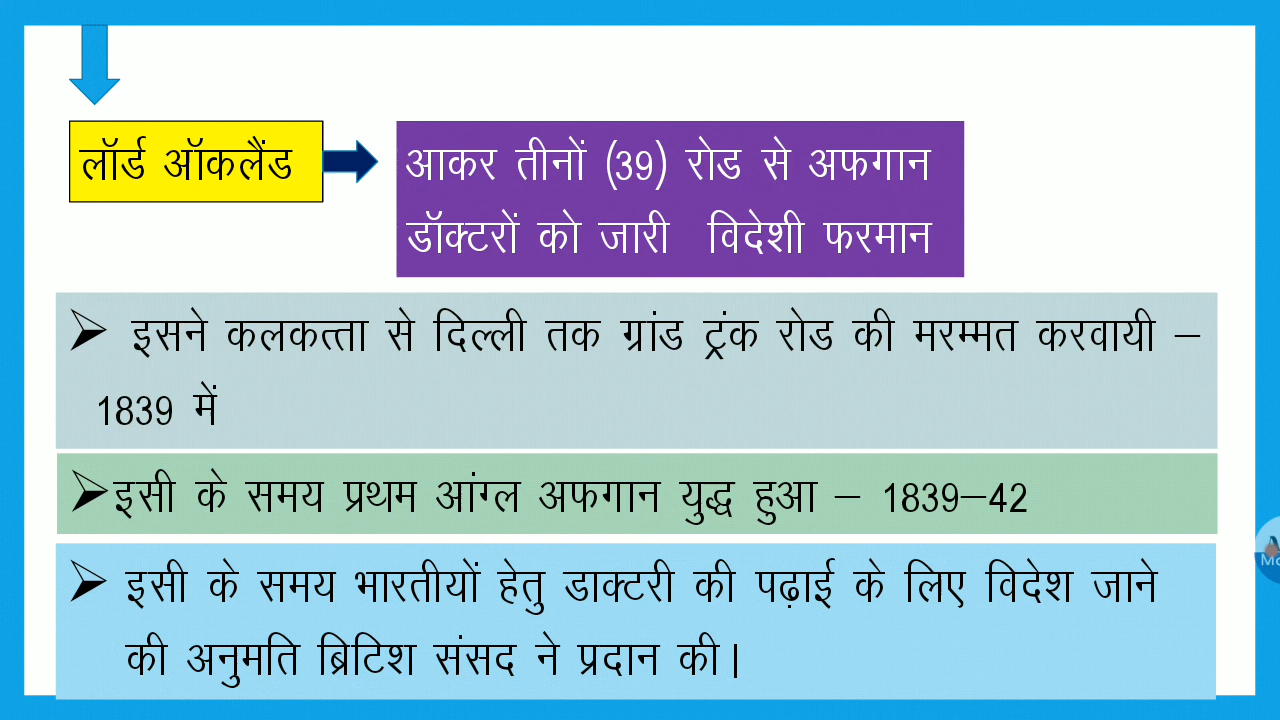 लॉर्ड ऑकलैंड
आकर तीनों (39) रोड से अफगान
डॉक्टरों को जारी विदेशी फरमान
➢ इसने कलकत्ता से दिल्ली तक ग्रांड ट्रंक रोड की मरम्मत करवायी –
1839 में
➢इसी के समय प्रथम आंग्ल अफगान युद्ध हुआ – 1839–42
➢ इसी के समय भारतीयों हेतु डाक्टरी की पढ़ाई के लिए विदेश जाने
की अनुमति ब्रिटिश संसद ने प्रदान की।